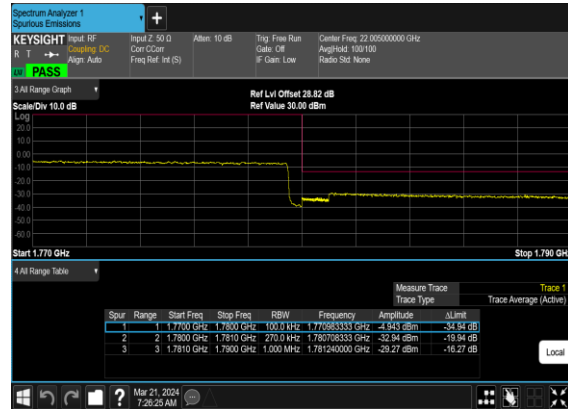 Spectrum Analyzer 1
Spurious Emissions
KEYSIGHT Input: RF Input Z: 50 Ω Atten: 10 dB Trig: Free Run Center Freq: 22.005000000 GHz
R T Coupling: DC Corr CCorr Gate: Off Avg|Hold: 100/100
Align: Auto Freq Ref: Int (S) IF Gain: Low Radio Std: None
LW PASS
3 All Range Graph
Ref Lvl Offset 28.82 dB
Scale/Div 10.0 dB Ref Value 30.00 dBm
Log
20.0
10.0
0.00
-10.0
-20.0
-30.0
-40.0
-50.0
-60.0
Start 1.770 GHz Stop 1.790 GH
4 All Range Table
Measure Trace Trace 1
Trace Type Trace Average (Active)
Spur Range Start Freq Stop Freq RBW Frequency Amplitude ΔLimit
1 1 1.7700 GHz 1.7800 GHz 100.0 kHz 1.770983333 GHz -4.943 dBm -34.94 dB
2 2 1.7800 GHz 1.7810 GHz 270.0 kHz 1.780708333 GHz -32.94 dBm -19.94 dB
3 3 1.7810 GHz 1.7900 GHz 1.000 MHz 1.781240000 GHz -29.27 dBm -16.27 dB
Local
? Mar 21, 2024
7:26:25 AM